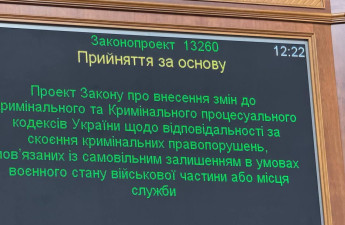 Законопроект 13260
12:22
Прийняття за основу
Проект Закону про внесення змін до
римінального та Кримінального процесуального
кодексів України щодо відповідальності за
скоєння кримінальних правопорушень,
пов'язаних із самовільним залишенням в умовах
воєнного стану військової частини або місця
служби